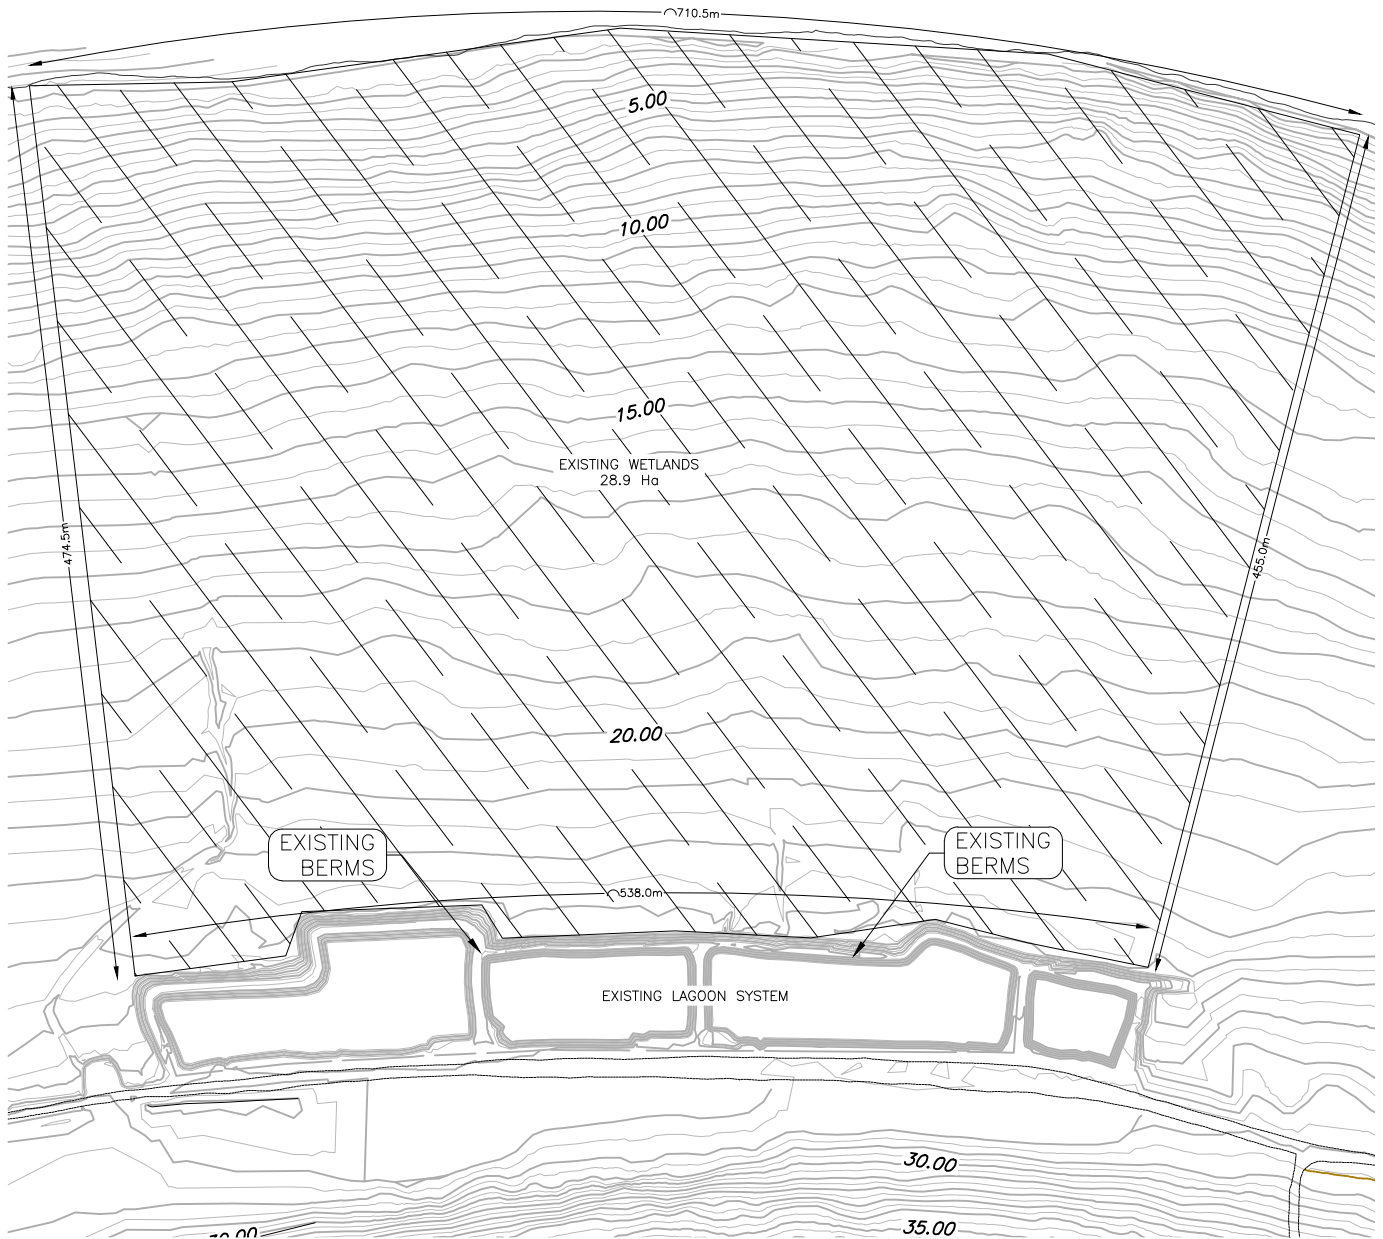 710.5m
5.00
10.00
15.00
EXISTING WETLANDS
28.9 Ha
474.5m
455.0m
20.00
EXISTING
BERMS
EXISTING
BERMS
538.0m
EXISTING LAGOON SYSTEM
30.00
35.00